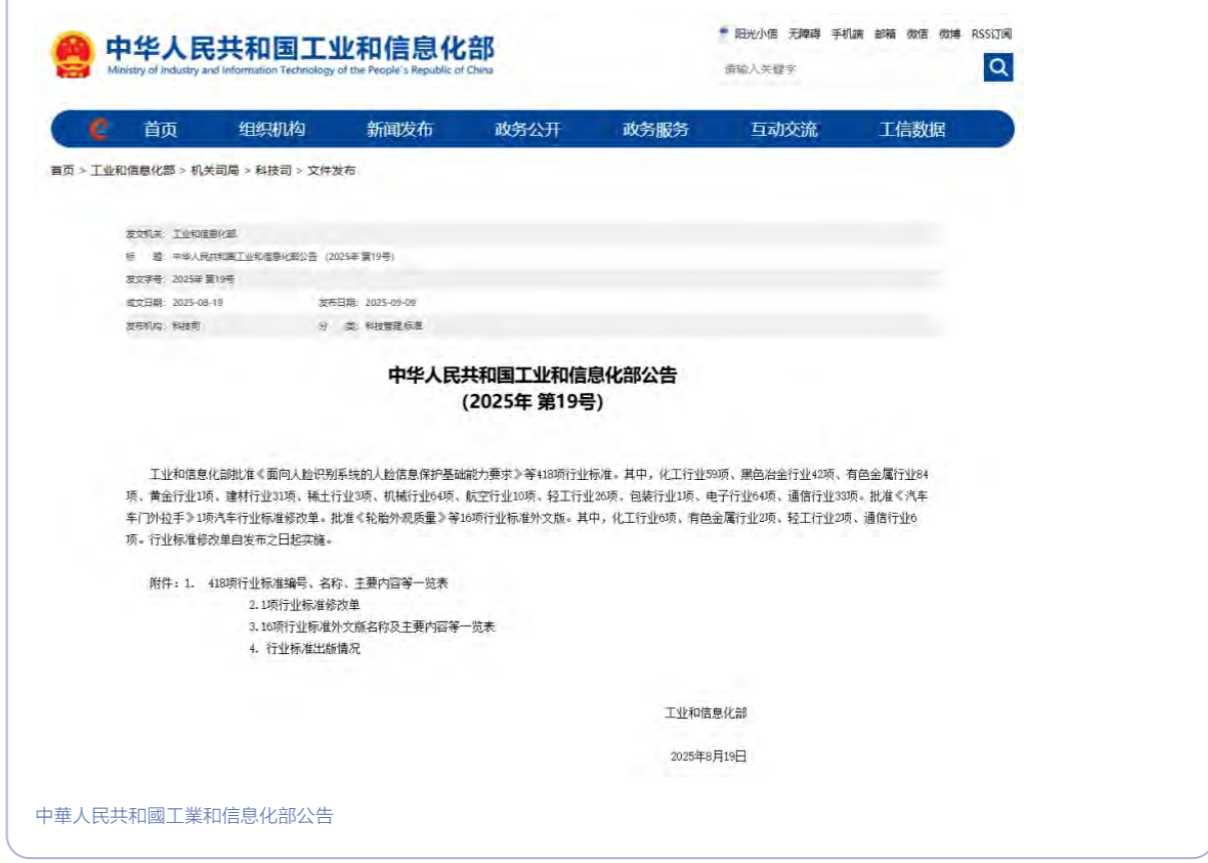 阳光小信 无障碍 手机端 邮箱 微信 微博 RSS订阅
中华人民共和国工业和信息化部
Ministry of Industry and Information Technology of the People's Republic of China
请输入关键字
首页 组织机构 新闻发布 政务公开 政务服务 互动交流 工信数据
首页 > 工业和信息化部 > 机关司局 > 科技司 > 文件发布
发文机关: 工业和信息化部
标 题: 中华人民共和国工业和信息化部公告 (2025年 第19号)
发文字号: 2025年 第19号
成文日期: 2025-08-19 发布日期: 2025-09-09
发布机构: 科技司 分 类: 科技管理,标准
中华人民共和国工业和信息化部公告
(2025年 第19号)
工业和信息化部批准《面向人脸识别系统的人脸信息保护基础能力要求》等418项行业标准。其中，化工行业59项、黑色冶金行业42项、有色金属行业84
项、黄金行业1项、建材行业31项、稀土行业3项、机械行业64项、航空行业10项、轻工行业26项、包装行业1项、电子行业64项、通信行业33项。批准《汽车
车门外拉手》1项汽车行业标准修改单。批准《轮胎外观质量》等16项行业标准外文版。其中，化工行业6项、有色金属行业2项、轻工行业2项、通信行业6
项。行业标准修改单自发布之日起实施。
附件：1. 418项行业标准编号、名称、主要内容等一览表
2.1项行业标准修改单
3.16项行业标准外文版名称及主要内容等一览表
4. 行业标准出版情况
工业和信息化部
2025年8月19日
中華人民共和國工業和信息化部公告